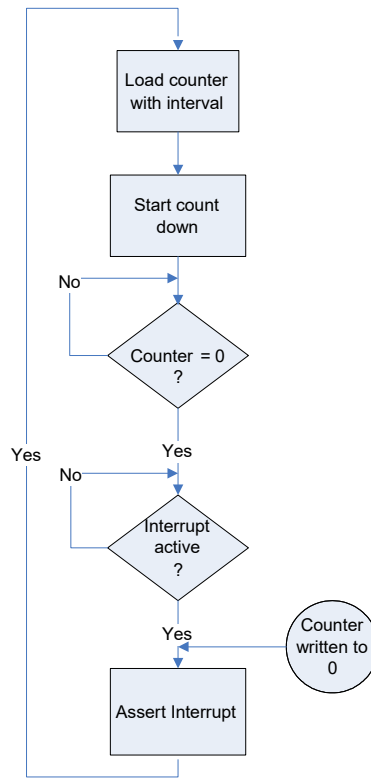 Load counter
with interval
Start count
down
No
Counter = 0
?
Yes
Yes
No
Interrupt
active
?
Yes
Counter
written to
0
Assert Interrupt